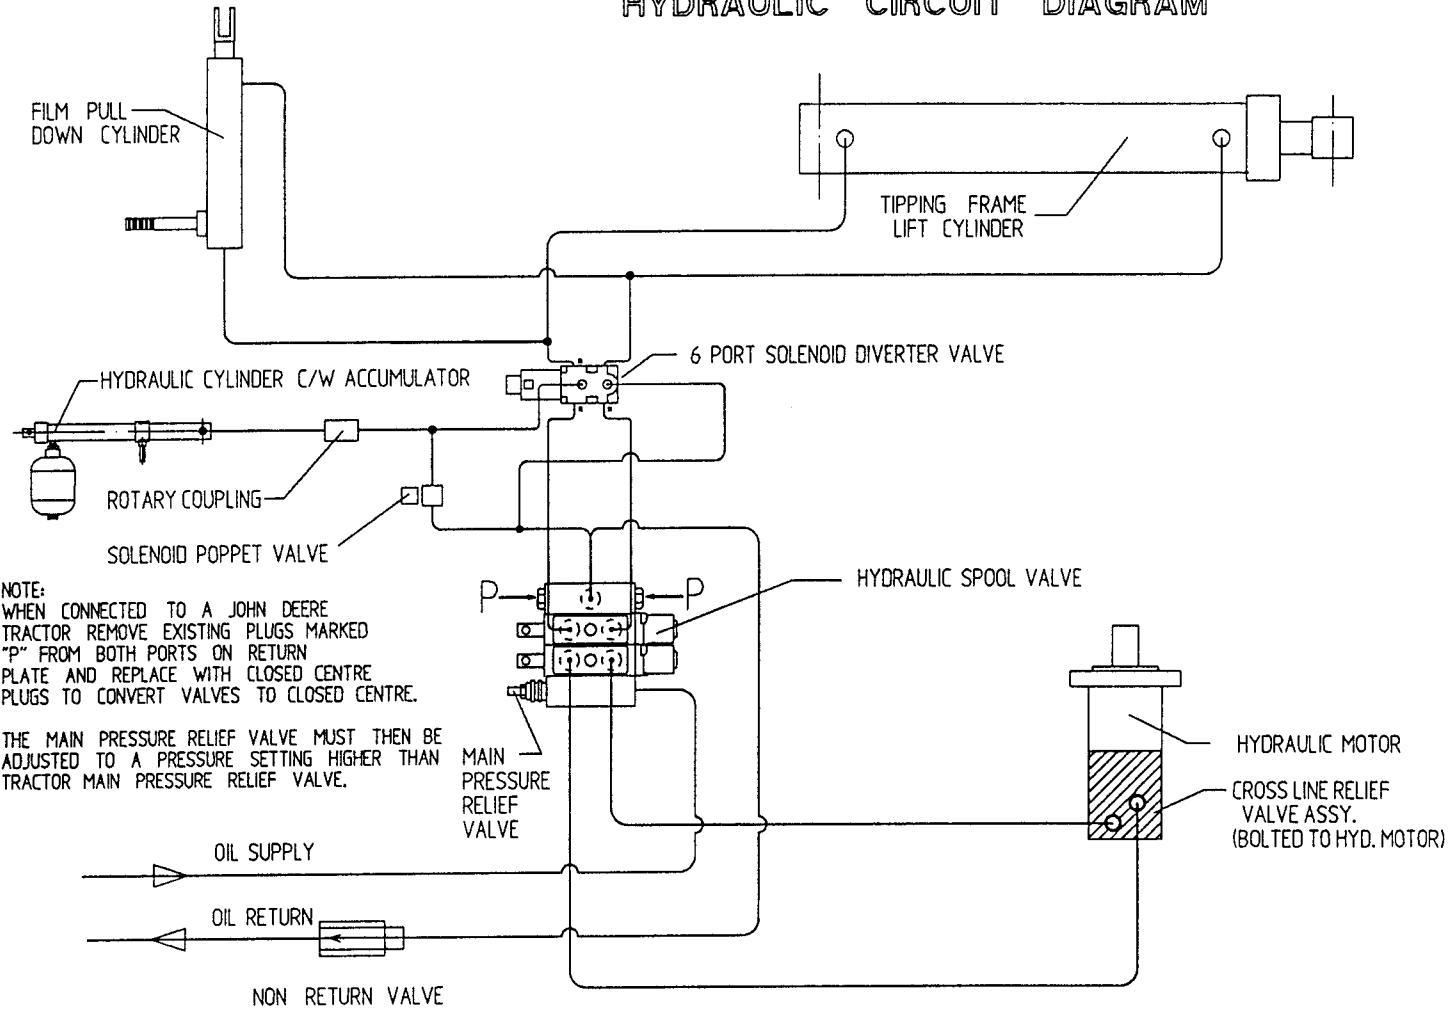 HYDRAULIC CIRCUIT DIAGRAM
FILM PULL
DOWN CYLINDER
TIPPING FRAME
LIFT CYLINDER
6 PORT SOLENOID DIVERTER VALVE
HYDRAULIC CYLINDER C/W ACCUMULATOR
ROTARY COUPLING
SOLENOID POPPET VALVE
P
P
HYDRAULIC SPOOL VALVE
NOTE:
WHEN CONNECTED TO A JOHN DEERE
TRACTOR REMOVE EXISTING PLUGS MARKED
"P" FROM BOTH PORTS ON RETURN
PLATE AND REPLACE WITH CLOSED CENTRE
PLUGS TO CONVERT VALVES TO CLOSED CENTRE.
THE MAIN PRESSURE RELIEF VALVE MUST THEN BE
ADJUSTED TO A PRESSURE SETTING HIGHER THAN
TRACTOR MAIN PRESSURE RELIEF VALVE.
MAIN
PRESSURE
RELIEF
VALVE
HYDRAULIC MOTOR
CROSS LINE RELIEF
VALVE ASSY.
(BOLTED TO HYD. MOTOR)
OIL SUPPLY
OIL RETURN
NON RETURN VALVE